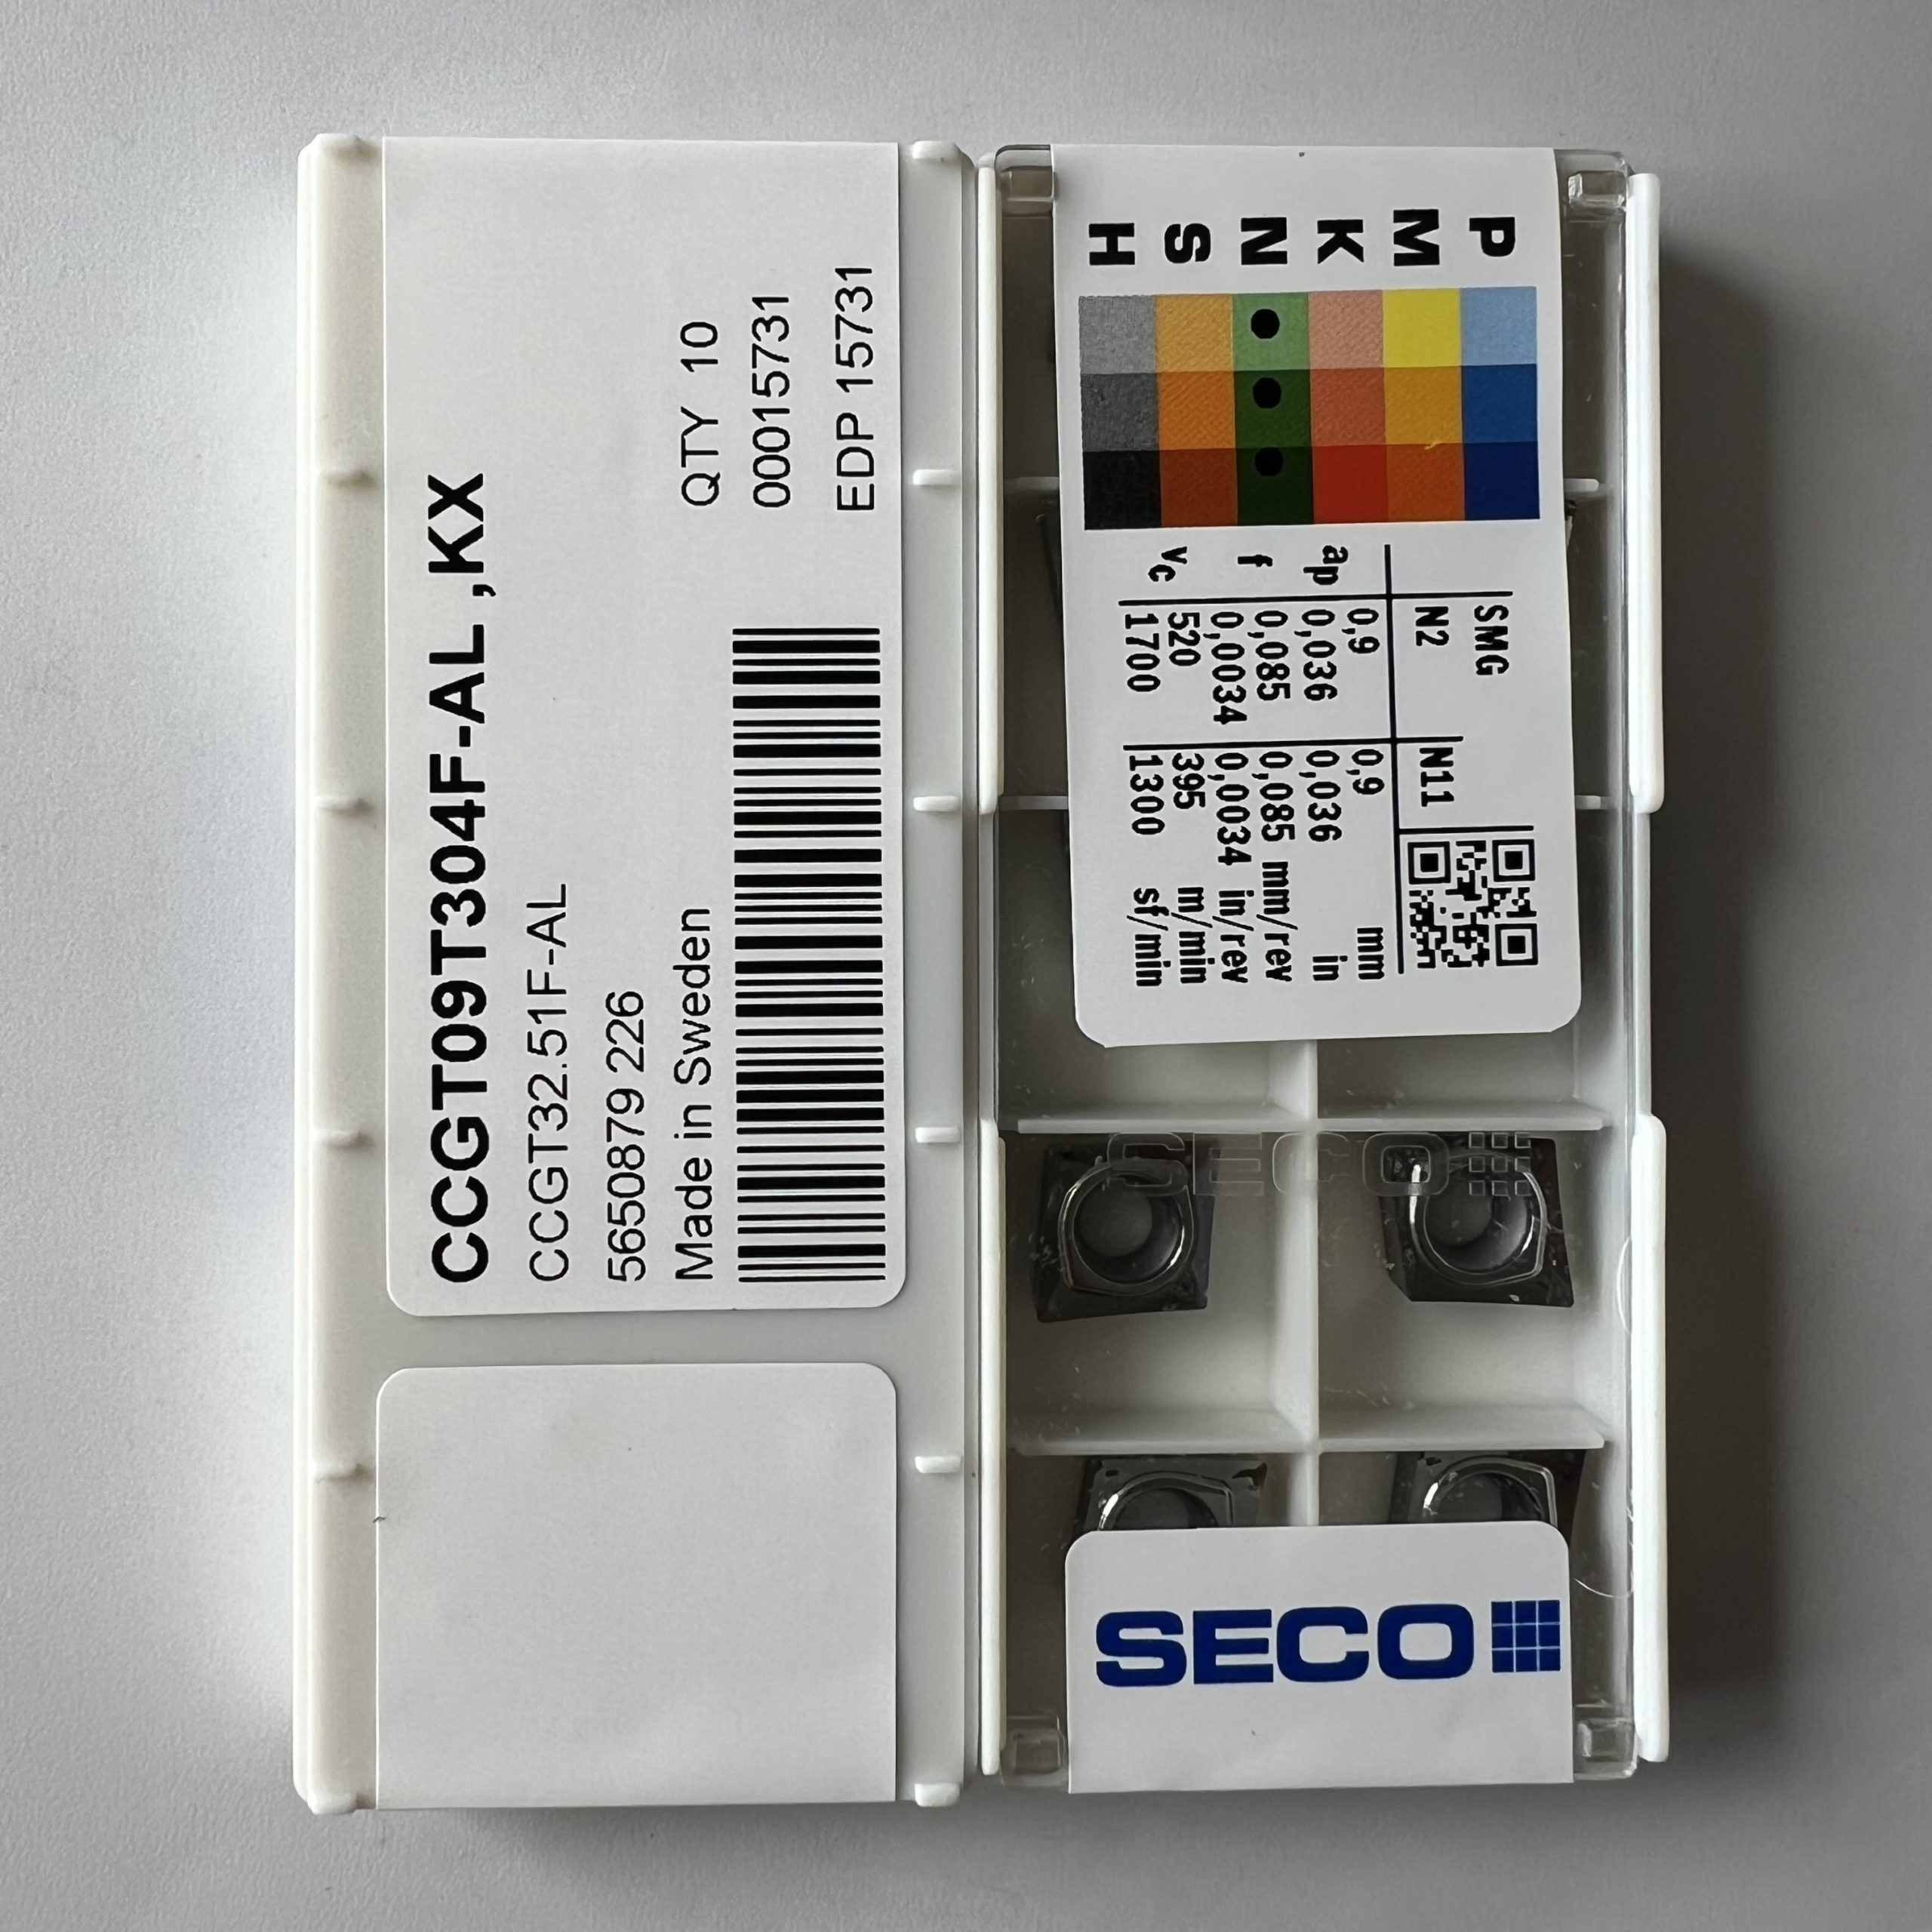 CCGT09T304F-AL ,KX
CCGT32.51F-AL
5650879 226
Made in Sweden
QTY 10
00015731
EDP 15731
P
M
K
N
S
H
SMG
N2 N11
ap 0,9 0,9 mm
0,036 0,036 in
f 0,085 0,085 mm/rev
0,0034 0,0034 in/rev
vc 520 395 m/min
1700 1300 sf/min
SECO
SECO